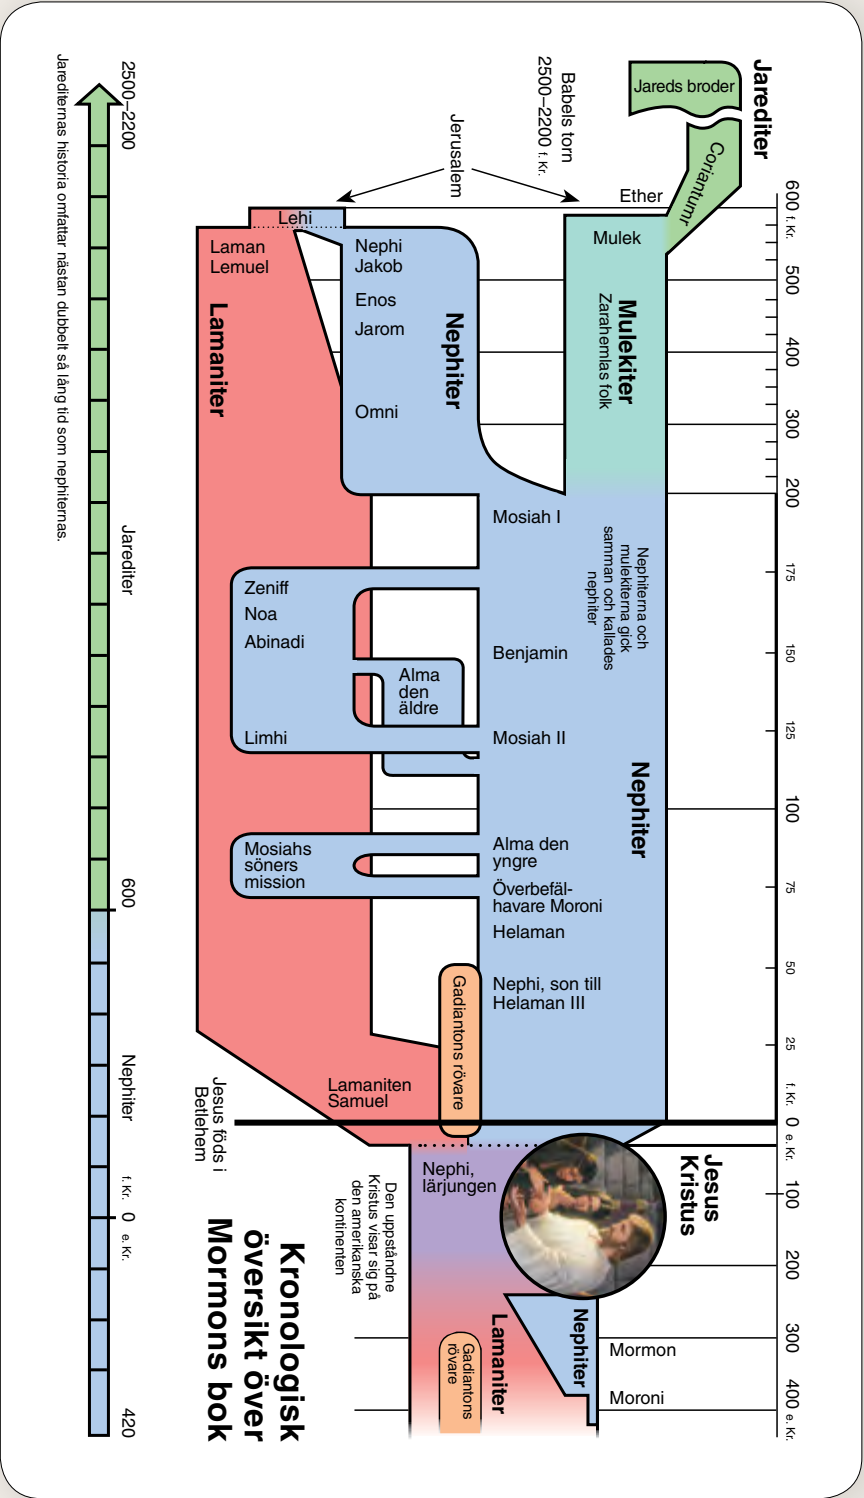 Jarediter
Jareds broder
Coriantumr
Babels torn
2500–2200 f. Kr.
Jerusalem
Ether
600 f. Kr.
500
400
300
200
175
150
125
100
75
50
25
f. Kr. 0 e. Kr.
100
200
300
400 e. Kr.
Mulek
Mulekiter
Zarahemlas folk
Lehi
Nephi
Jakob
Enos
Jarom
Omni
Nephiter
Laman
Lemuel
Lamaniter
Mosiah I
Nephiterna och
mulekiterna gick
samman och kallades
nephiter
Benjamin
Mosiah II
Nephiter
Zeniff
Noa
Abinadi
Limhi
Alma
den
äldre
Alma den
yngre
Överbefäl-
havare Moroni
Helaman
Nephi, son till
Helaman III
Mosiahs
söners
mission
Gadiantons rövare
Lamaniten
Samuel
Jesus föds i
Betlehem
Jesus
Kristus
Nephi,
lärjungen
Den uppståndne
Kristus visar sig på
den amerikanska
kontinenten
Nephiter
Lamaniter
Gadiantons
rövare
Mormon
Moroni
Kronologisk
översikt över
Mormons bok
2500–2200
Jarediter
600
Nephiter
f. Kr. 0 e. Kr.
420
Jarediternas historia omfattar nästan dubbelt så lång tid som nephiternas.